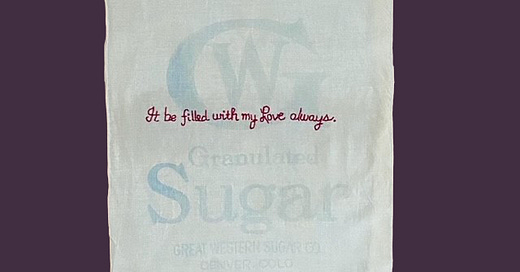 GW
It be filled with my Love always.
Granulated
Sugar
GREAT WESTERN SUGAR CO.
DENVER, COLO.